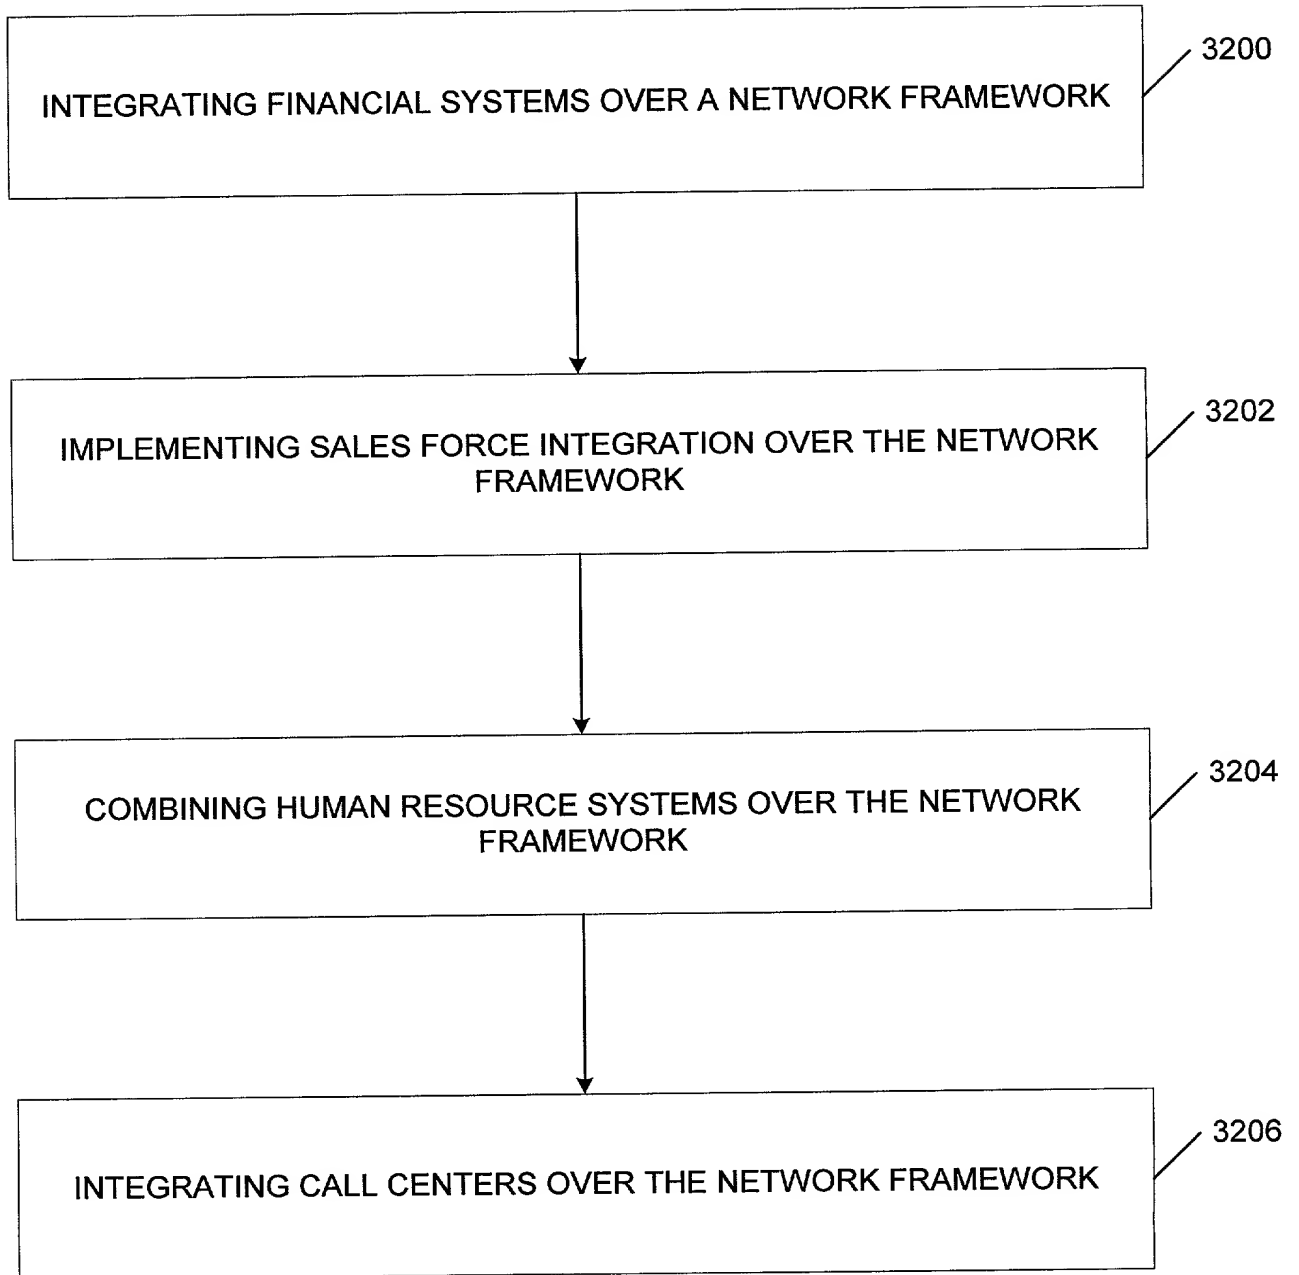 INTEGRATING FINANCIAL SYSTEMS OVER A NETWORK FRAMEWORK
3200
IMPLEMENTING SALES FORCE INTEGRATION OVER THE NETWORK
FRAMEWORK
3202
COMBINING HUMAN RESOURCE SYSTEMS OVER THE NETWORK
FRAMEWORK
3204
INTEGRATING CALL CENTERS OVER THE NETWORK FRAMEWORK
3206